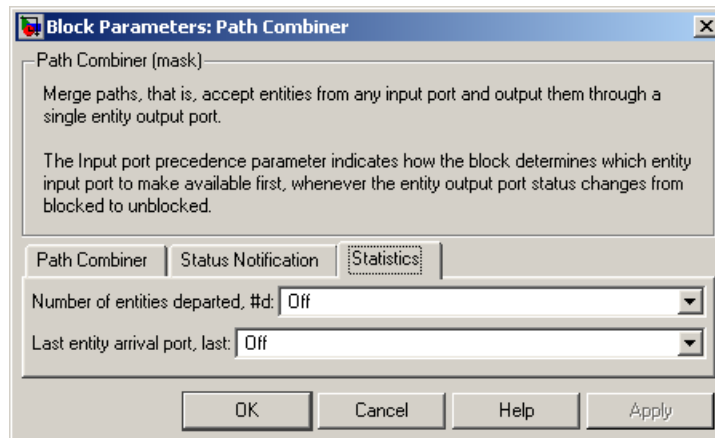 Block Parameters: Path Combiner
Path Combiner (mask)
Merge paths, that is, accept entities from any input port and output them through a
single entity output port.
The Input port precedence parameter indicates how the block determines which entity
input port to make available first, whenever the entity output port status changes from
blocked to unblocked.
Path Combiner Status Notification Statistics
Number of entities departed, #d: Off
Last entity arrival port, last: Off
OK Cancel Help Apply